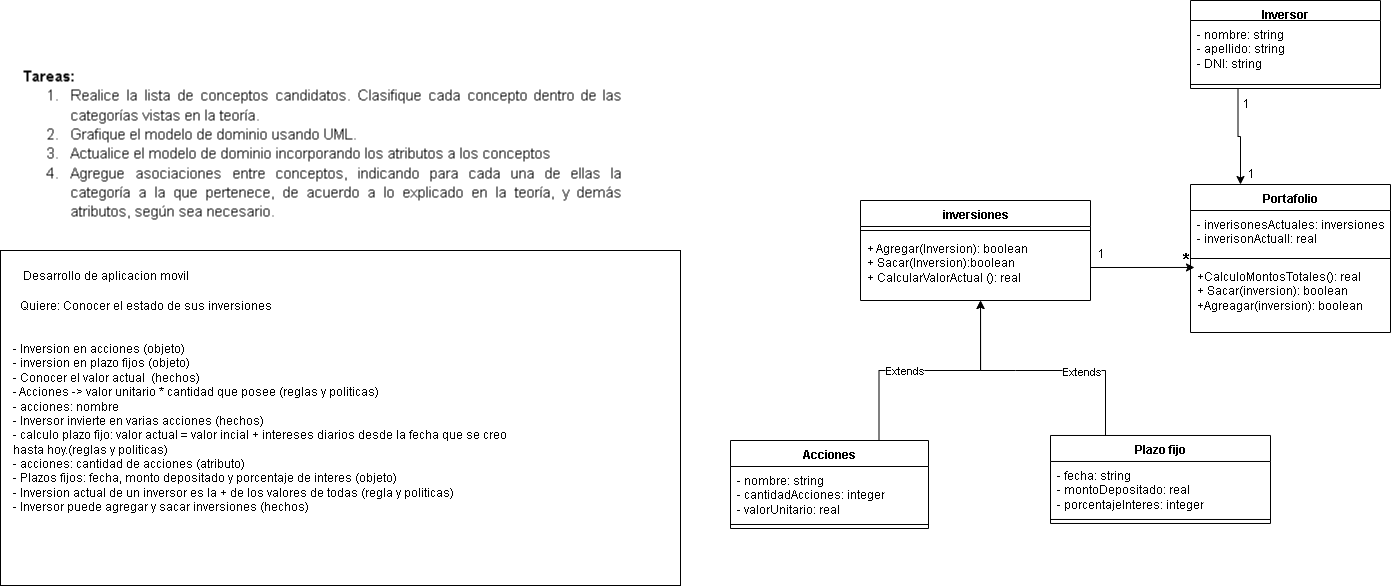 Tareas:
1. Realice la lista de conceptos candidatos. Clasifique cada concepto dentro de las
categorías vistas en la teoría.
2. Grafique el modelo de dominio usando UML.
3. Actualice el modelo de dominio incorporando los atributos a los conceptos
4. Agregue asociaciones entre conceptos, indicando para cada una de ellas la
categoría a la que pertenece, de acuerdo a lo explicado en la teoría, y demás
atributos, según sea necesario.
Desarrollo de aplicacion movil
Quiere: Conocer el estado de sus inversiones
- Inversion en acciones (objeto)
- inversion en plazo fijos (objeto)
- Conocer el valor actual (hechos)
- Acciones -> valor unitario * cantidad que posee (reglas y politicas)
- acciones: nombre
- Inversor invierte en varias acciones (hechos)
- calculo plazo fijo: valor actual = valor incial + intereses diarios desde la fecha que se creo
hasta hoy.(reglas y politicas)
- acciones: cantidad de acciones (atributo)
- Plazos fijos: fecha, monto depositado y porcentaje de interes (objeto)
- Inversion actual de un inversor es la + de los valores de todas (regla y politicas)
- Inversor puede agregar y sacar inversiones (hechos)
Inversor
- nombre: string
- apellido: string
- DNI: string
1
1
Portafolio
- inverisonesActuales: inversiones
- inverisonActuall: real
+CalculoMontosTotales(): real
+ Sacar(inversion): boolean
+Agreagar(inversion): boolean
inversiones
+ Agregar(Inversion): boolean
+ Sacar(Inversion):boolean
+ CalcularValorActual (): real
1
*
Extends
Extends
Acciones
- nombre: string
- cantidadAcciones: integer
- valorUnitario: real
Plazo fijo
- fecha: string
- montoDepositado: real
- porcentajeInteres: integer